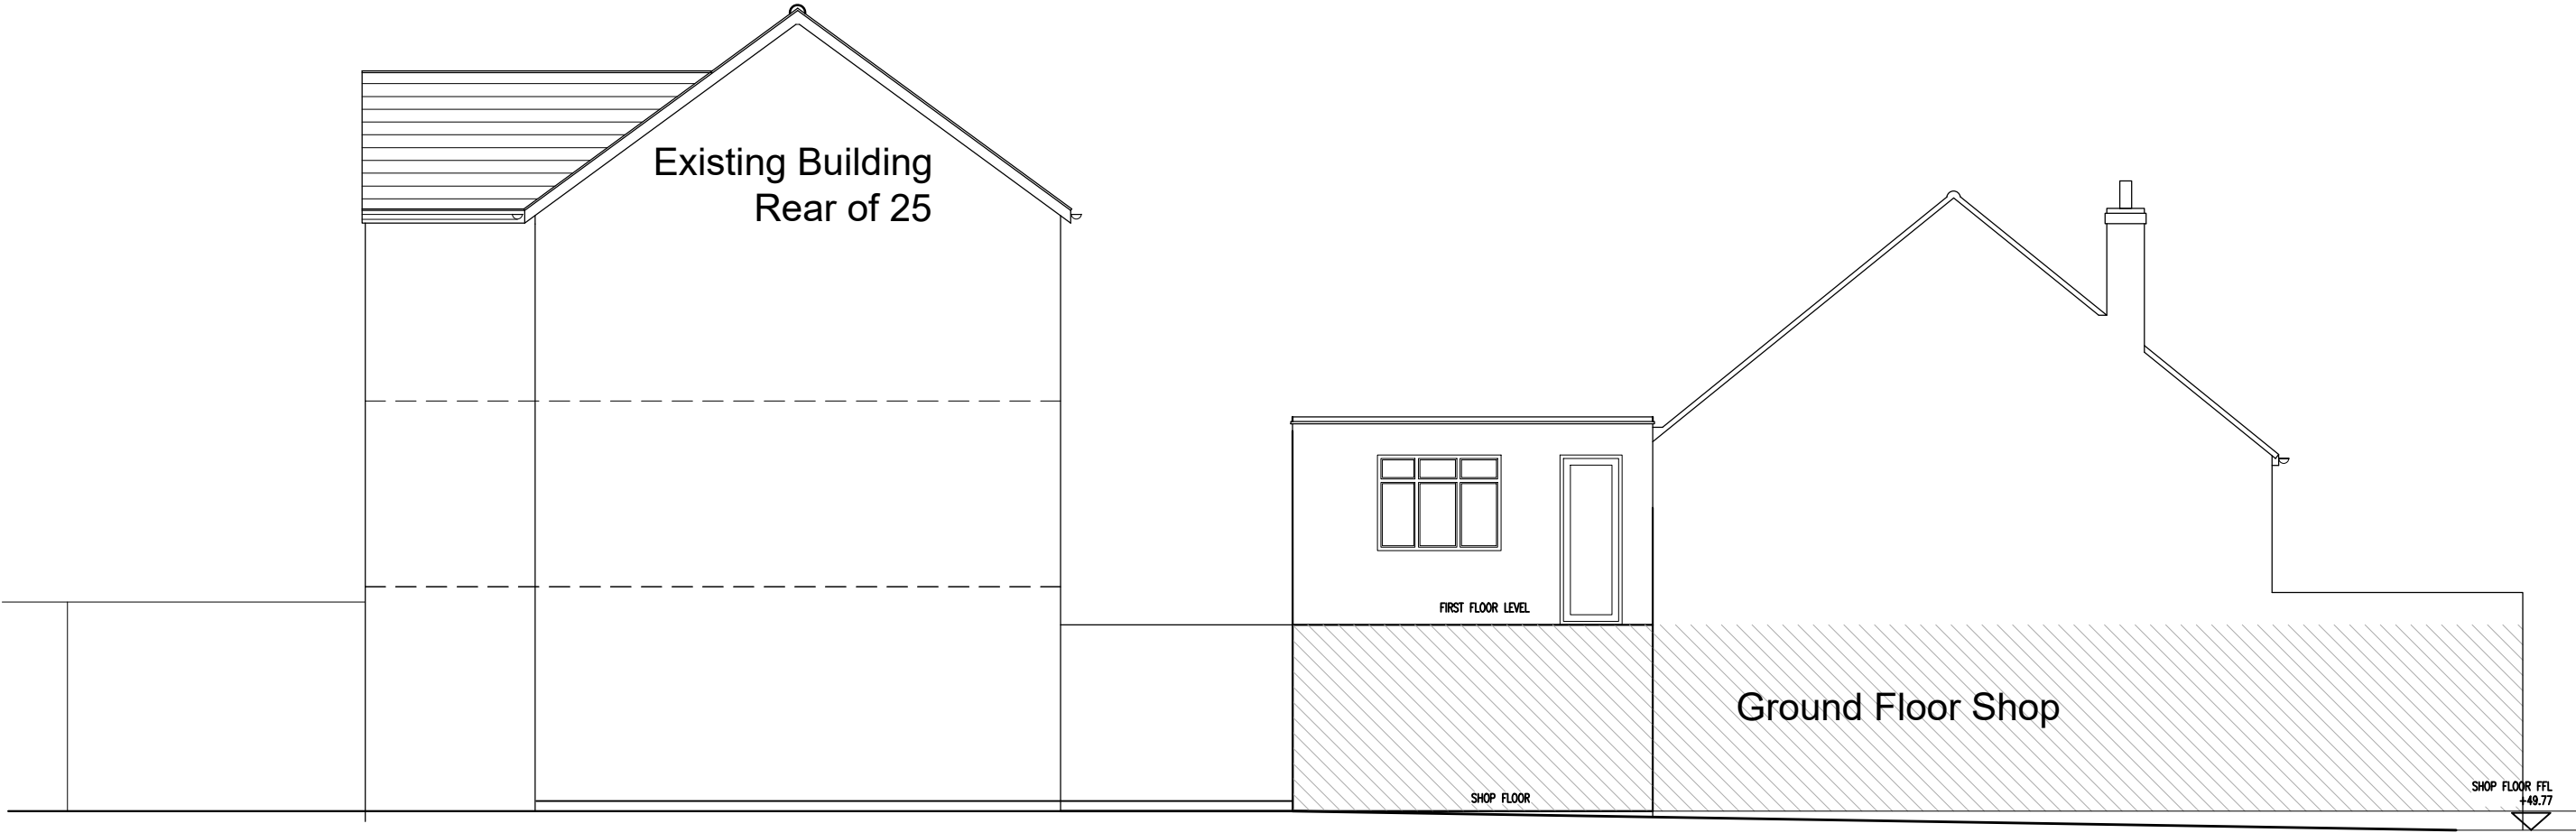 Existing Building
Rear of 25
FIRST FLOOR LEVEL
Ground Floor Shop
SHOP FLOOR
SHOP FLOOR FFL
+49.77